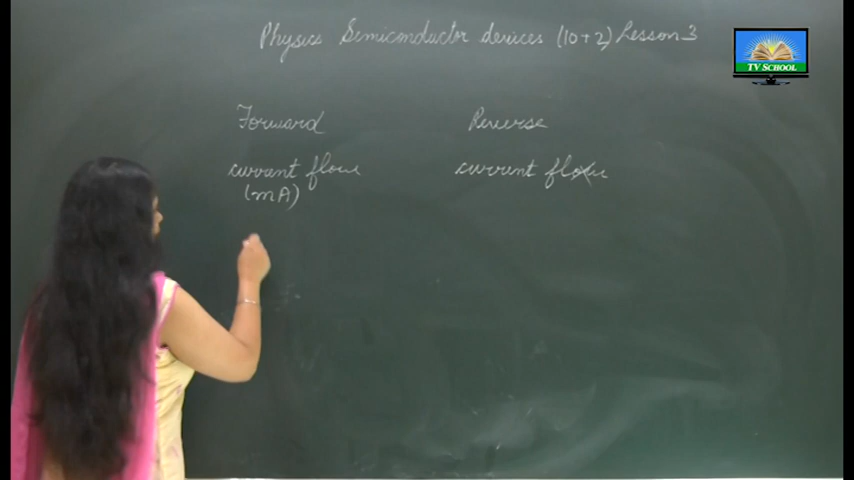 Physics Semiconductor devices (10+2) Lesson 3
TV SCHOOL
Forward Reverse
current flow current flow
(mA)